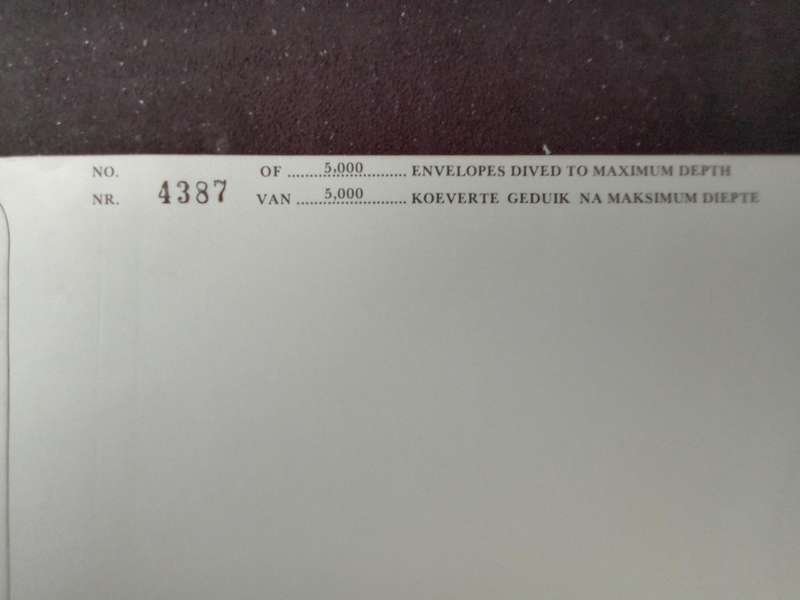 NO. OF ........5,000.......... ENVELOPES DIVED TO MAXIMUM DEPTH
NR. 4387 VAN ......5,000......... KOEVERTE GEDUIK NA MAKSIMUM DIEPTE